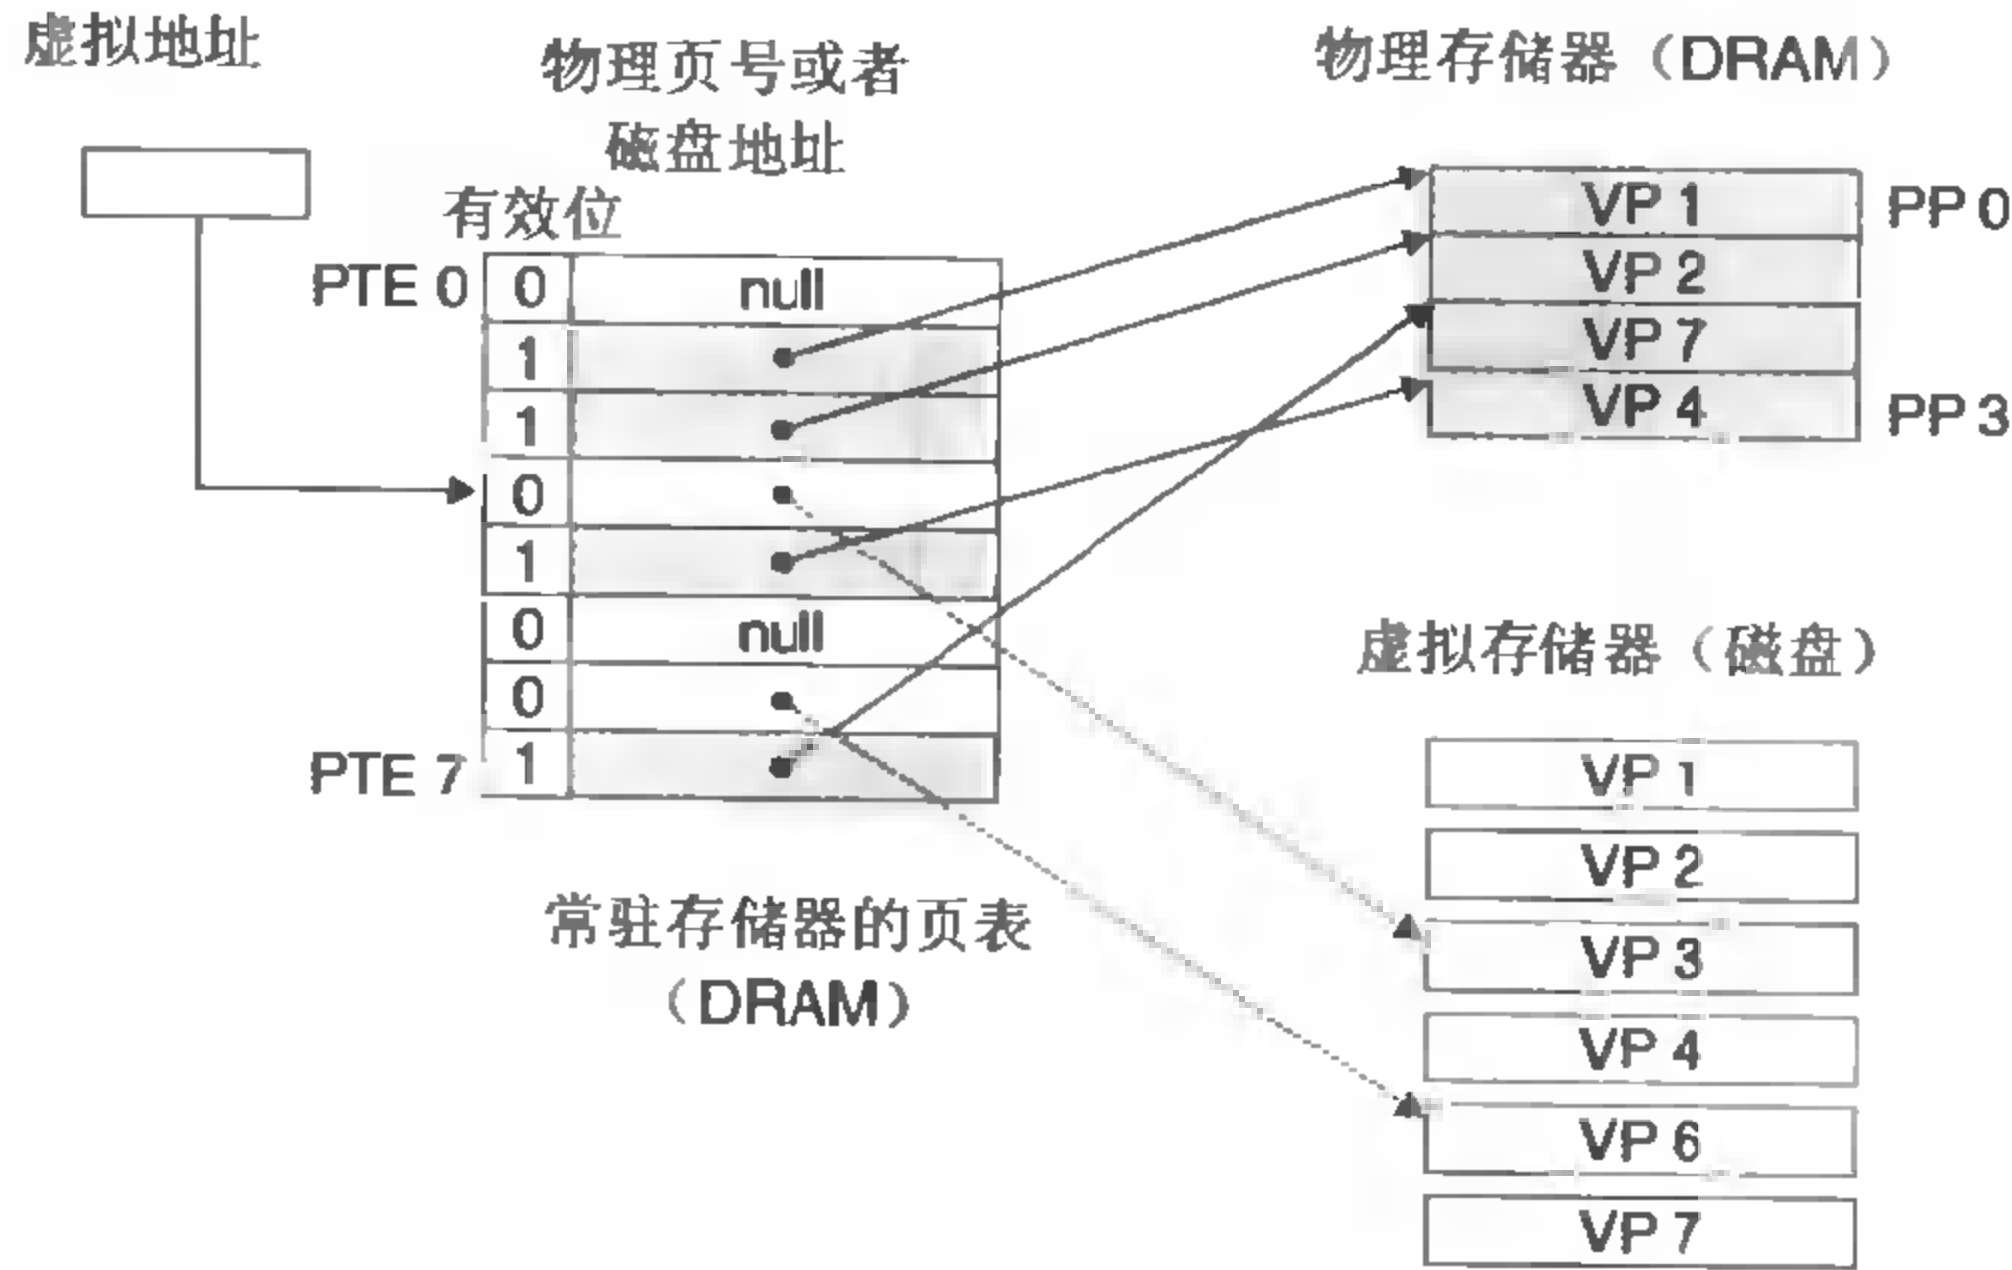 虚拟地址
物理页号或者
磁盘地址
有效位
PTE 0 0 null
1
1
0
1
0 null
0
PTE 7 1
常驻存储器的页表
（DRAM）
物理存储器（DRAM）
VP 1 PP 0
VP 2
VP 7
VP 4 PP 3
虚拟存储器（磁盘）
VP 1
VP 2
VP 3
VP 4
VP 6
VP 7